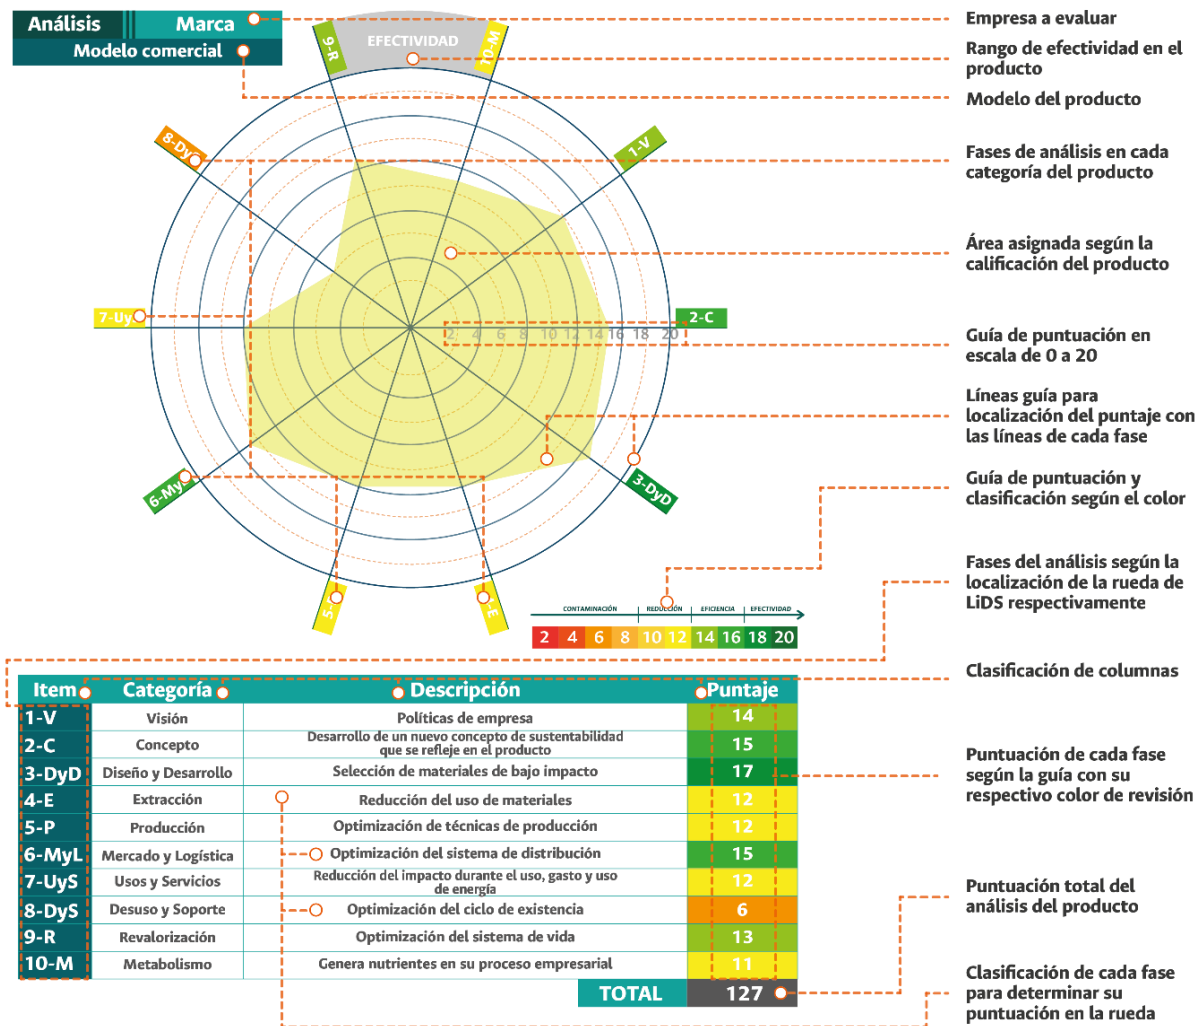 Análisis Marca
Modelo comercial
EFECTIVIDAD
9-R
10-M
8-Dy
1-V
7-Uy
2-C
2 4 6 8 10 12 14 16 18 20
6-My
3-DyD
5-
-E
Empresa a evaluar
Rango de efectividad en el
producto
Modelo del producto
Fases de análisis en cada
categoría del producto
Área asignada según la
calificación del producto
Guía de puntuación en
escala de 0 a 20
Líneas guía para
localización del puntaje con
las líneas de cada fase
Guía de puntuación y
clasificación según el color
Fases del análisis según la
localización de la rueda de
LiDS respectivamente
Clasificación de columnas
Puntuación de cada fase
según la guía con su
respectivo color de revisión
Puntuación total del
análisis del producto
Clasificación de cada fase
para determinar su
puntuación en la rueda
CONTAMINACIÓN REDUCCIÓN EFICIENCIA EFECTIVIDAD
2 4 6 8 10 12 14 16 18 20
Item Categoría Descripción Puntaje
1-V Visión Políticas de empresa 14
2-C Concepto Desarrollo de un nuevo concepto de sustentabilidad
que se refleje en el producto 15
3-DyD Diseño y Desarrollo Selección de materiales de bajo impacto 17
4-E Extracción Reducción del uso de materiales 12
5-P Producción Optimización de técnicas de producción 12
6-MyL Mercado y Logística Optimización del sistema de distribución 15
7-UyS Usos y Servicios Reducción del impacto durante el uso, gasto y uso
de energía 12
8-DyS Desuso y Soporte Optimización del ciclo de existencia 6
9-R Revalorización Optimización del sistema de vida 13
10-M Metabolismo Genera nutrientes en su proceso empresarial 11
TOTAL 127